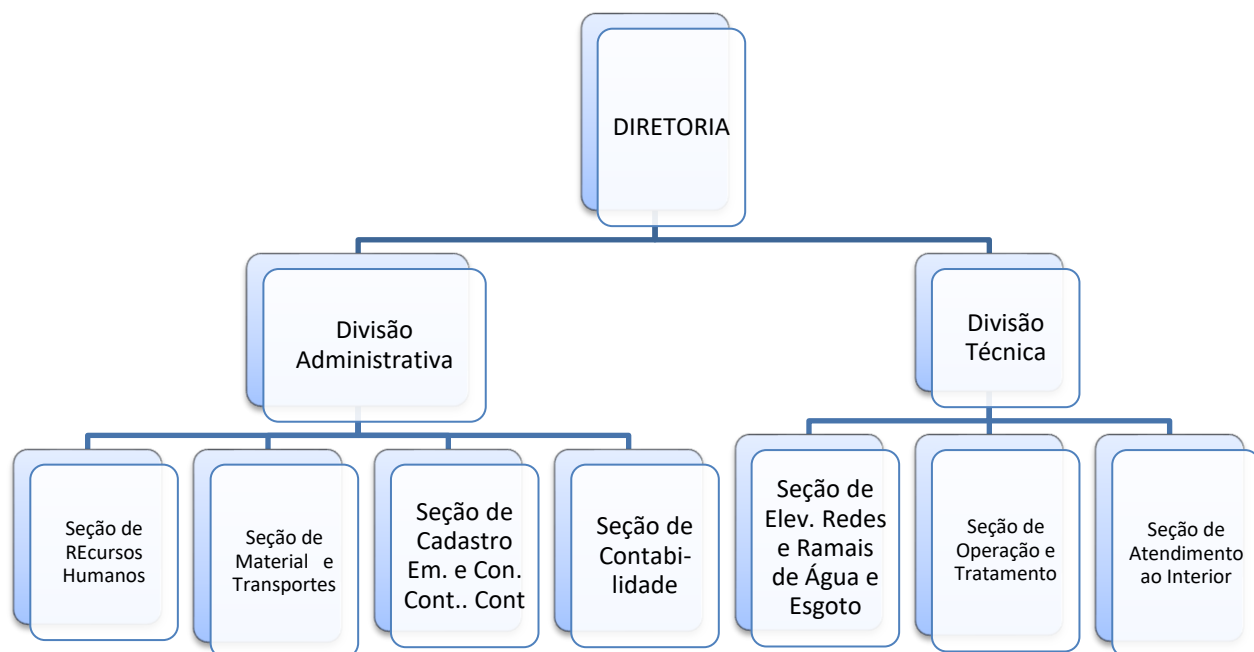 DIRETORIA
Divisão
Administrativa
Divisão
Técnica
Seção de
REcursos
Humanos
Seção de
Material e
Transportes
Seção de
Cadastro
Em. e Con.
Cont.. Cont
Seção de
Contabi-
lidade
Seção de
Elev. Redes
e Ramais
de Água e
Esgoto
Seção de
Operação e
Tratamento
Seção de
Atendimento
ao Interior